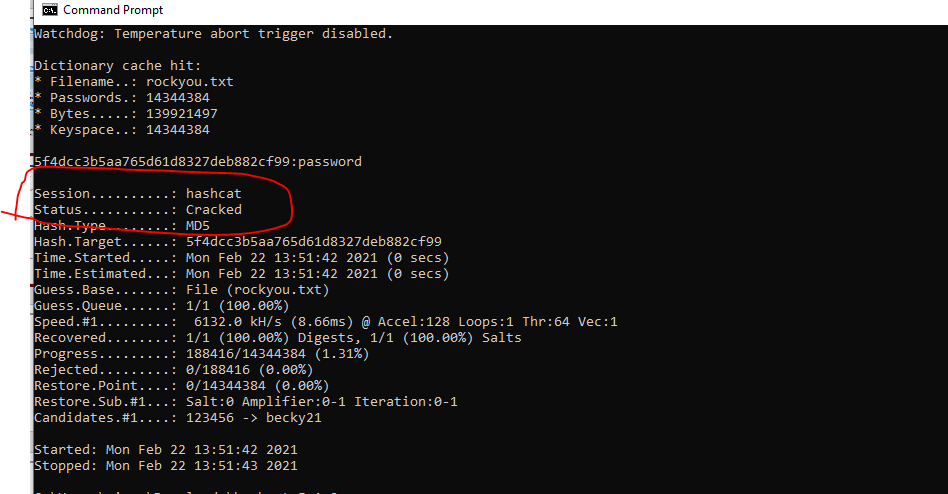 Command Prompt
Watchdog: Temperature abort trigger disabled.
Dictionary cache hit:
* Filename..: rockyou.txt
* Passwords.: 14344384
* Bytes.....: 139921497
* Keyspace..: 14344384
5f4dcc3b5aa765d61d8327deb882cf99:password
Session..........: hashcat
Status...........: Cracked
Hash.Type........: MD5
Hash.Target......: 5f4dcc3b5aa765d61d8327deb882cf99
Time.Started.....: Mon Feb 22 13:51:42 2021 (0 secs)
Time.Estimated...: Mon Feb 22 13:51:42 2021 (0 secs)
Guess.Base.......: File (rockyou.txt)
Guess.Queue......: 1/1 (100.00%)
Speed.#1.........:  6132.0 kH/s (8.66ms) @ Accel:128 Loops:1 Thr:64 Vec:1
Recovered........: 1/1 (100.00%) Digests, 1/1 (100.00%) Salts
Progress.........: 188416/14344384 (1.31%)
Rejected.........: 0/188416 (0.00%)
Restore.Point....: 0/14344384 (0.00%)
Restore.Sub.#1...: Salt:0 Amplifier:0-1 Iteration:0-1
Candidates.#1....: 123456 -> becky21
Started: Mon Feb 22 13:51:42 2021
Stopped: Mon Feb 22 13:51:43 2021